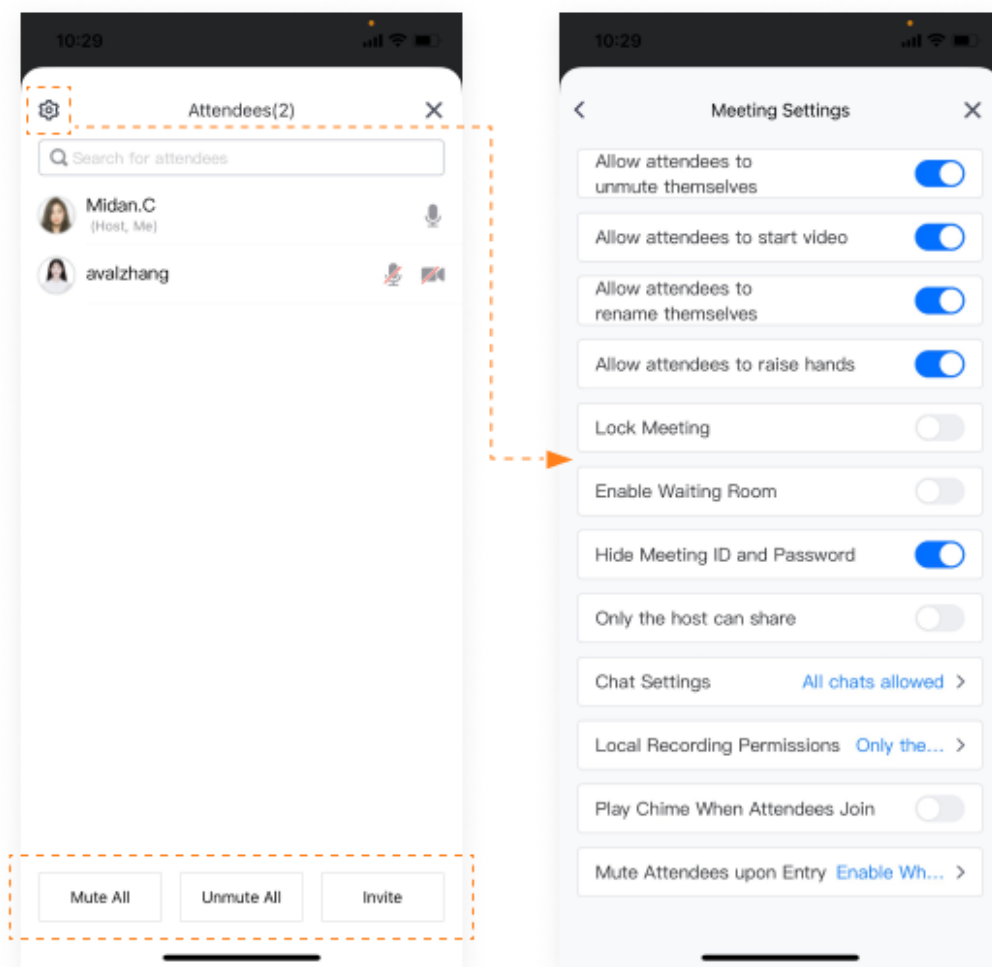 10:29
Attendees(2)
Search for attendees
Midan.C
(Host, Me)
avalzhang
Mute All
Unmute All
Invite
10:29
Meeting Settings
Allow attendees to
unmute themselves
Allow attendees to start video
Allow attendees to
rename themselves
Allow attendees to raise hands
Lock Meeting
Enable Waiting Room
Hide Meeting ID and Password
Only the host can share
Chat Settings All chats allowed
Local Recording Permissions Only the...
Play Chime When Attendees Join
Mute Attendees upon Entry Enable Wh...